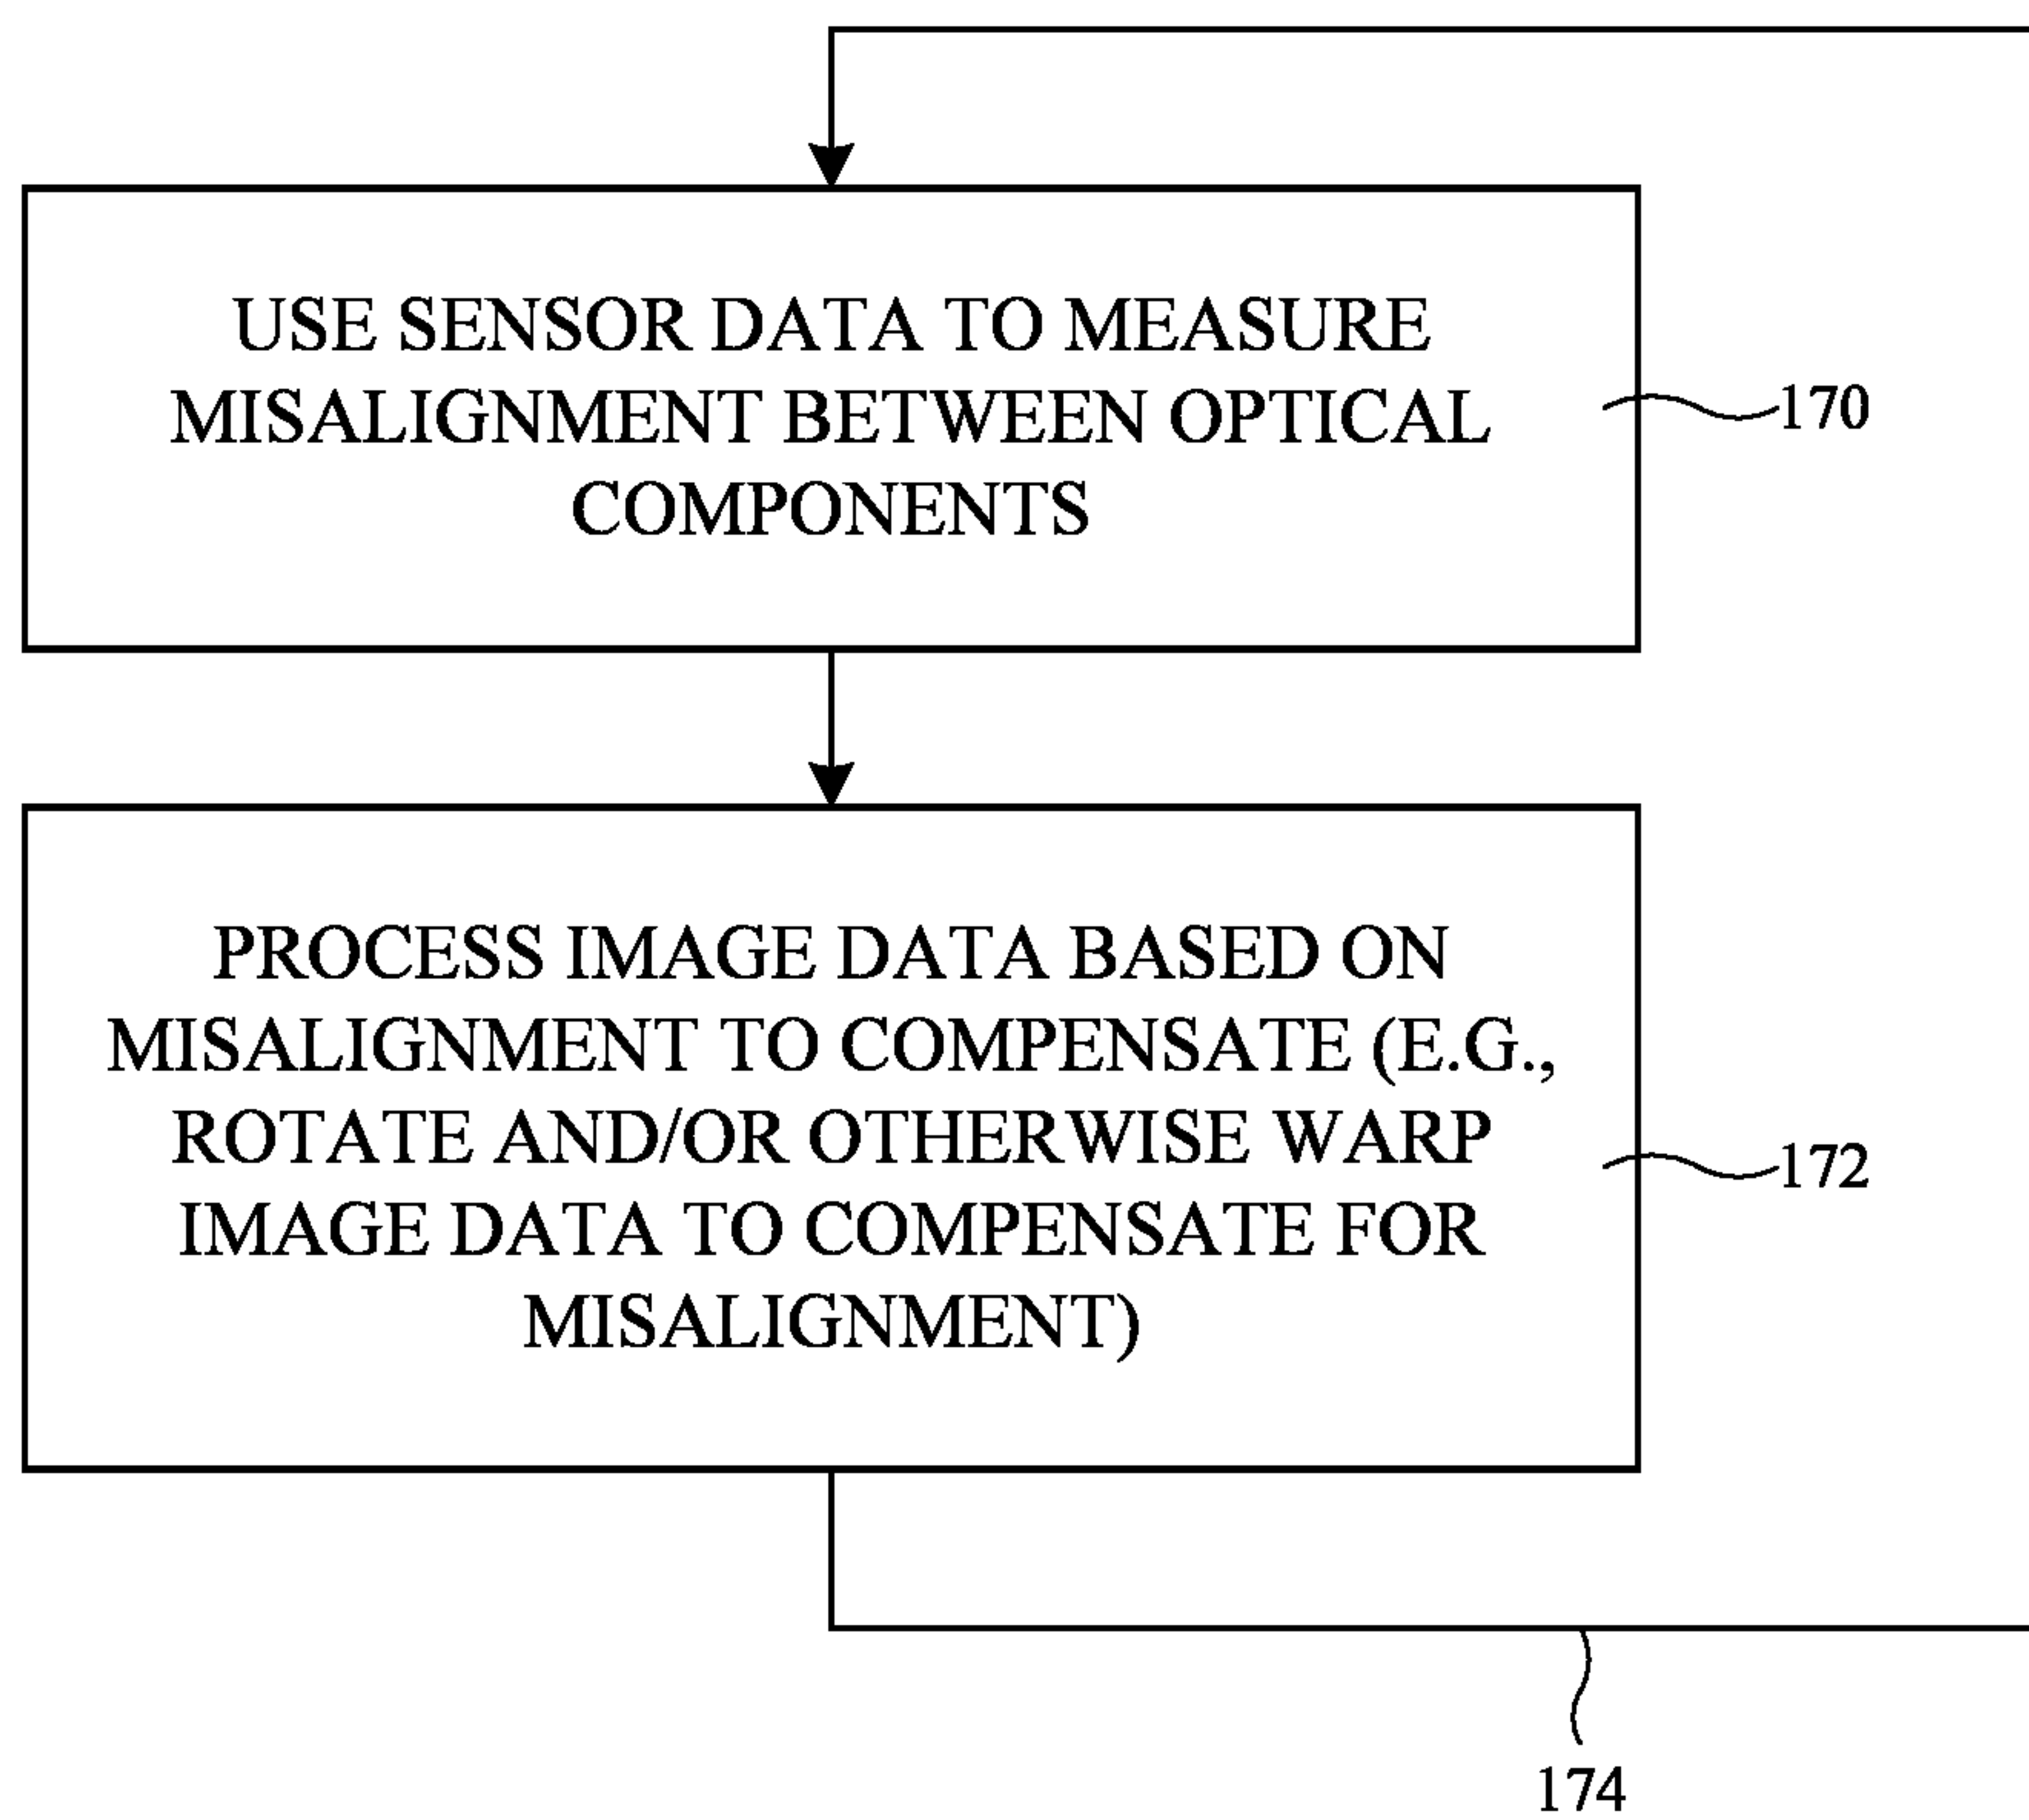 USE SENSOR DATA TO MEASURE
MISALIGNMENT BETWEEN OPTICAL
COMPONENTS
170
PROCESS IMAGE DATA BASED ON
MISALIGNMENT TO COMPENSATE (E.G.,
ROTATE AND/OR OTHERWISE WARP
IMAGE DATA TO COMPENSATE FOR
MISALIGNMENT)
172
174